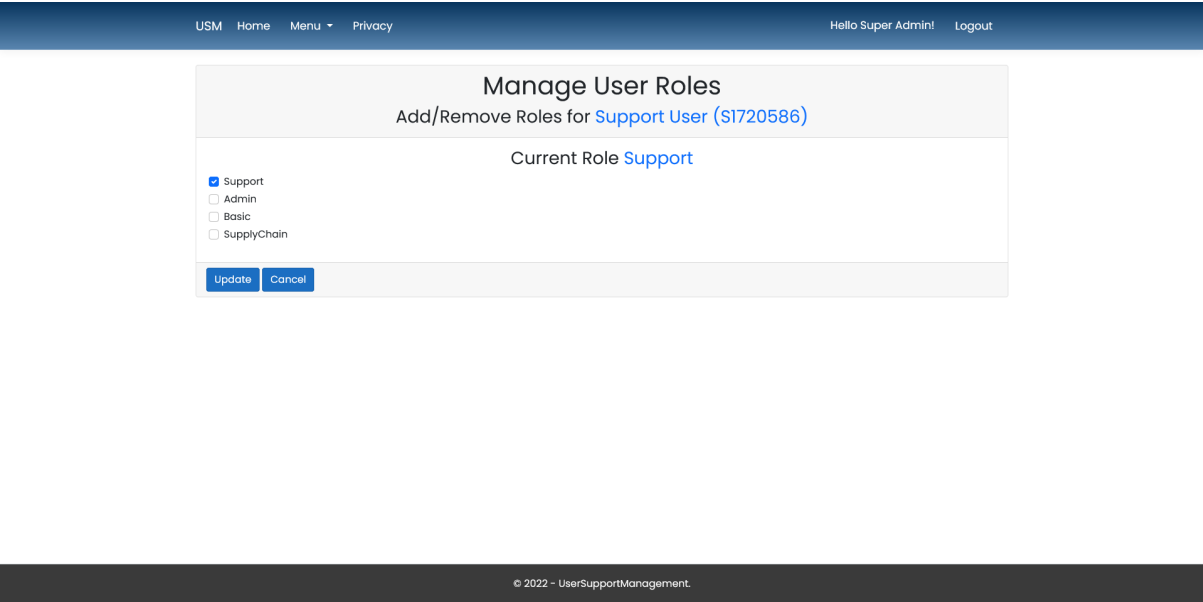 USM Home Menu Privacy Hello Super Admin! Logout
Manage User Roles
Add/Remove Roles for Support User (S1720586)
Current Role Support
Support
Admin
Basic
SupplyChain
Update Cancel
© 2022 - UserSupportManagement.